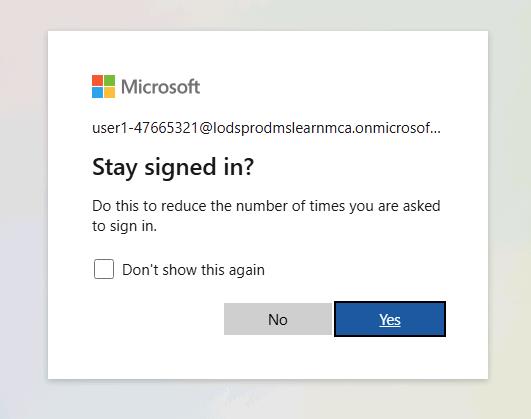 Microsoft
user1-47665321@lodsprodmslearnmca.onmicrosof...
Stay signed in?
Do this to reduce the number of times you are asked
to sign in.
Don't show this again
No
Yes